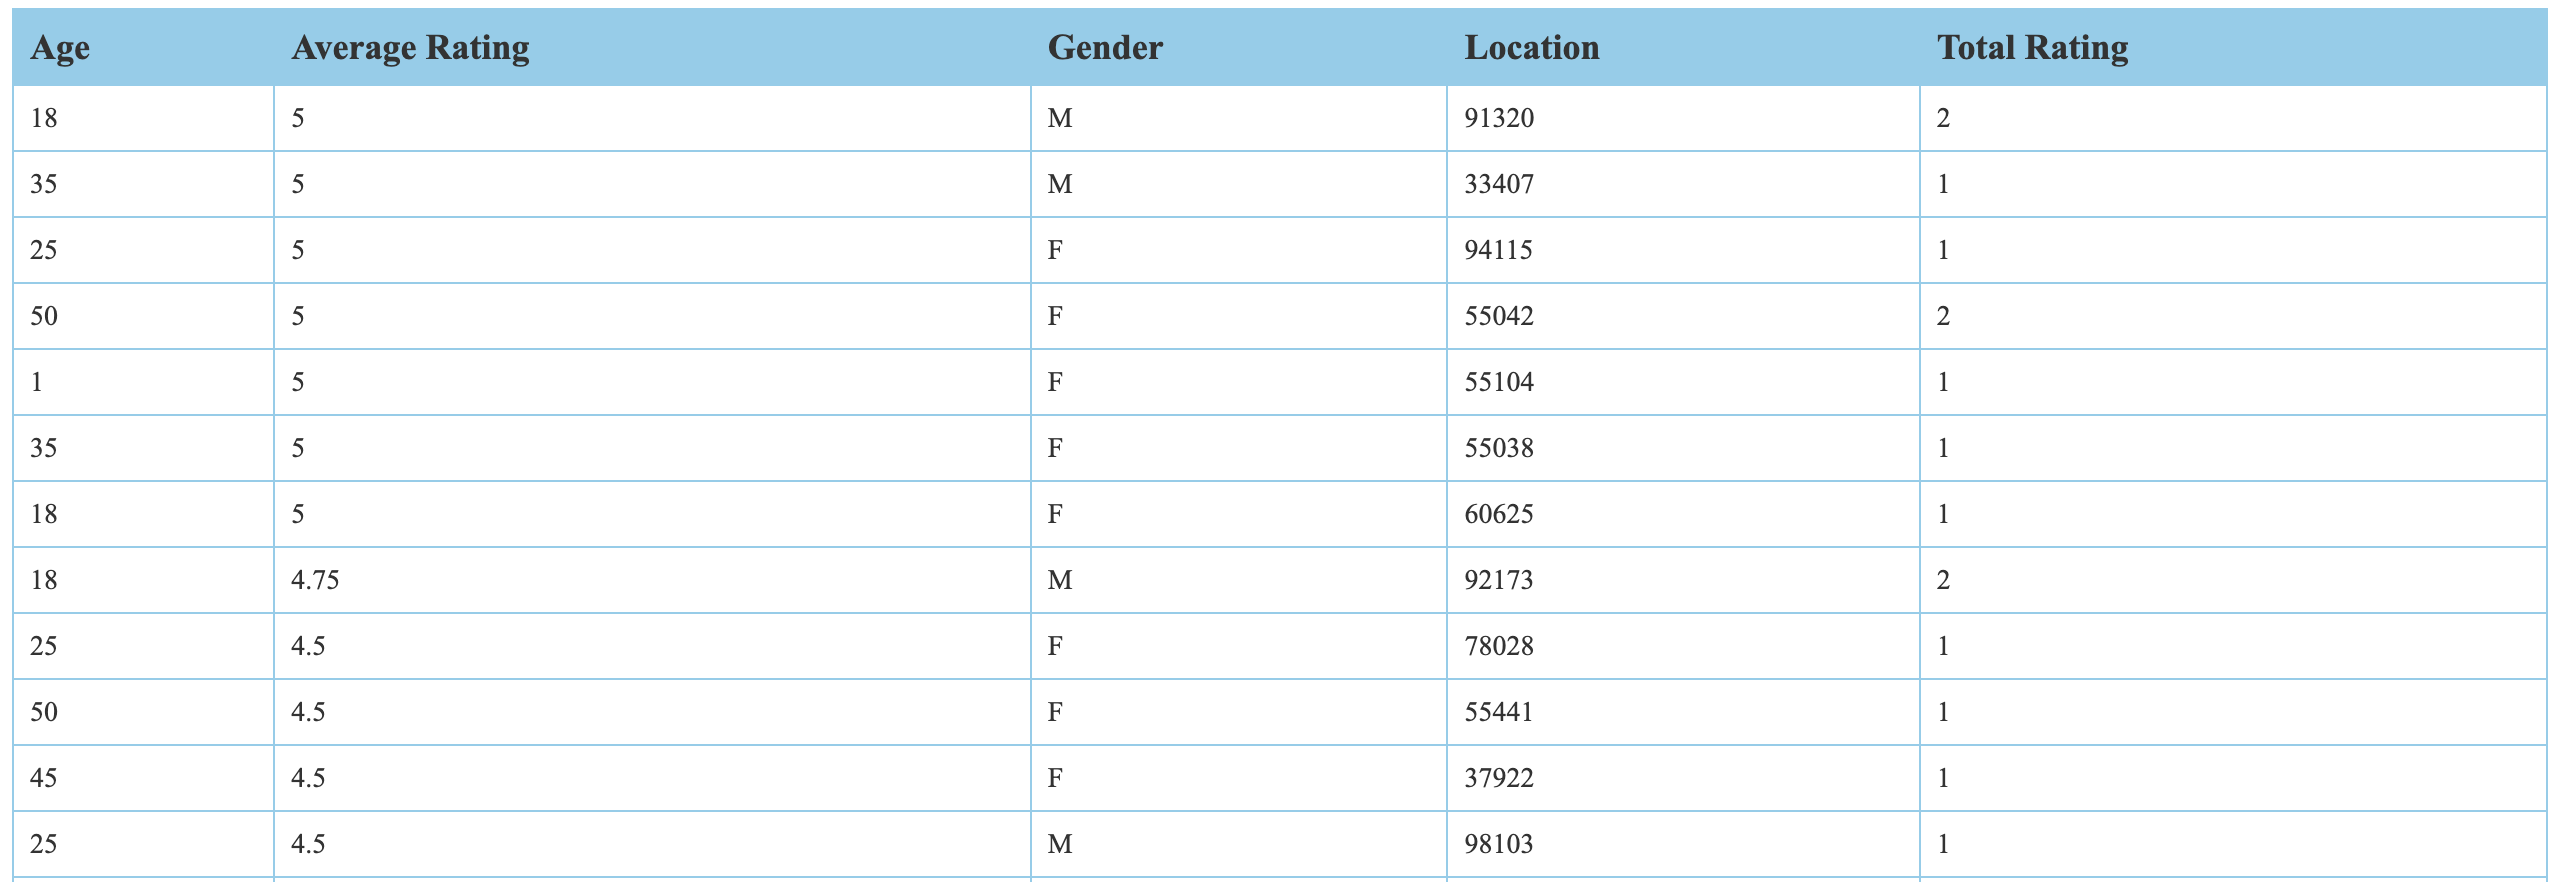 Age Average Rating Gender Location Total Rating
18 5 M 91320 2
35 5 M 33407 1
25 5 F 94115 1
50 5 F 55042 2
1 5 F 55104 1
35 5 F 55038 1
18 5 F 60625 1
18 4.75 M 92173 2
25 4.5 F 78028 1
50 4.5 F 55441 1
45 4.5 F 37922 1
25 4.5 M 98103 1